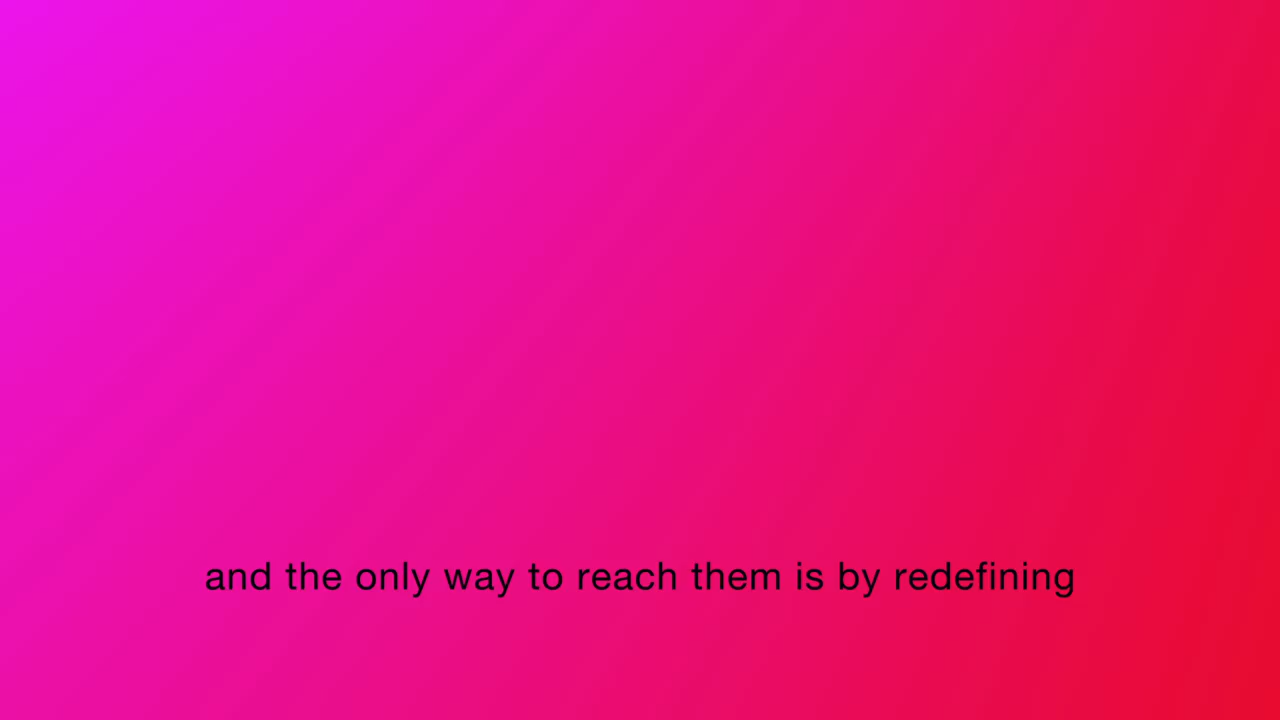 and the only way to reach them is by redefining